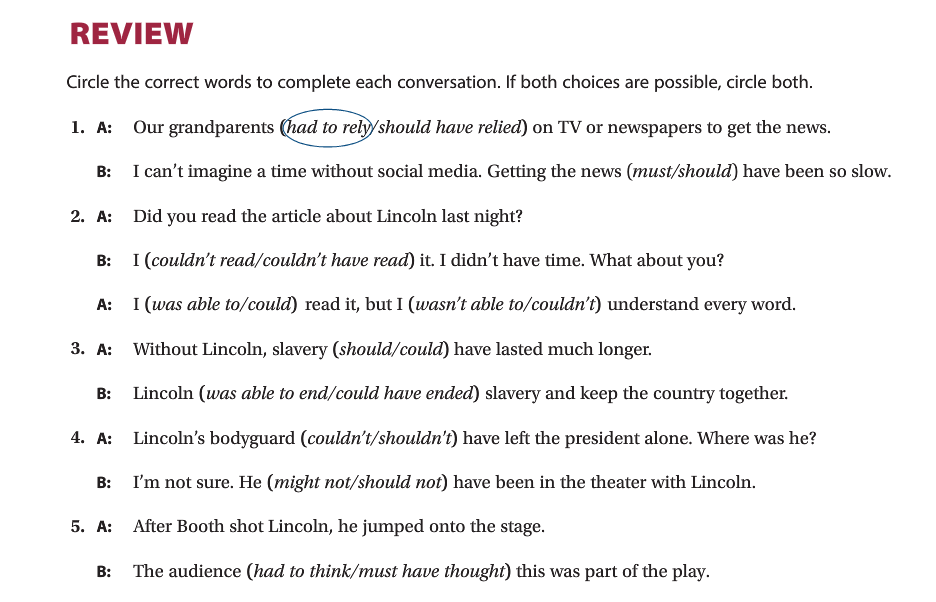 REVIEW
Circle the correct words to complete each conversation. If both choices are possible, circle both.
1. A: Our grandparents (had to rely/should have relied) on TV or newspapers to get the news.
B: I can’t imagine a time without social media. Getting the news (must/should) have been so slow.
2. A: Did you read the article about Lincoln last night?
B: I (couldn’t read/couldn’t have read) it. I didn’t have time. What about you?
A: I (was able to/could) read it, but I (wasn’t able to/couldn’t) understand every word.
3. A: Without Lincoln, slavery (should/could) have lasted much longer.
B: Lincoln (was able to end/could have ended) slavery and keep the country together.
4. A: Lincoln’s bodyguard (couldn’t/shouldn’t) have left the president alone. Where was he?
B: I’m not sure. He (might not/should not) have been in the theater with Lincoln.
5. A: After Booth shot Lincoln, he jumped onto the stage.
B: The audience (had to think/must have thought) this was part of the play.